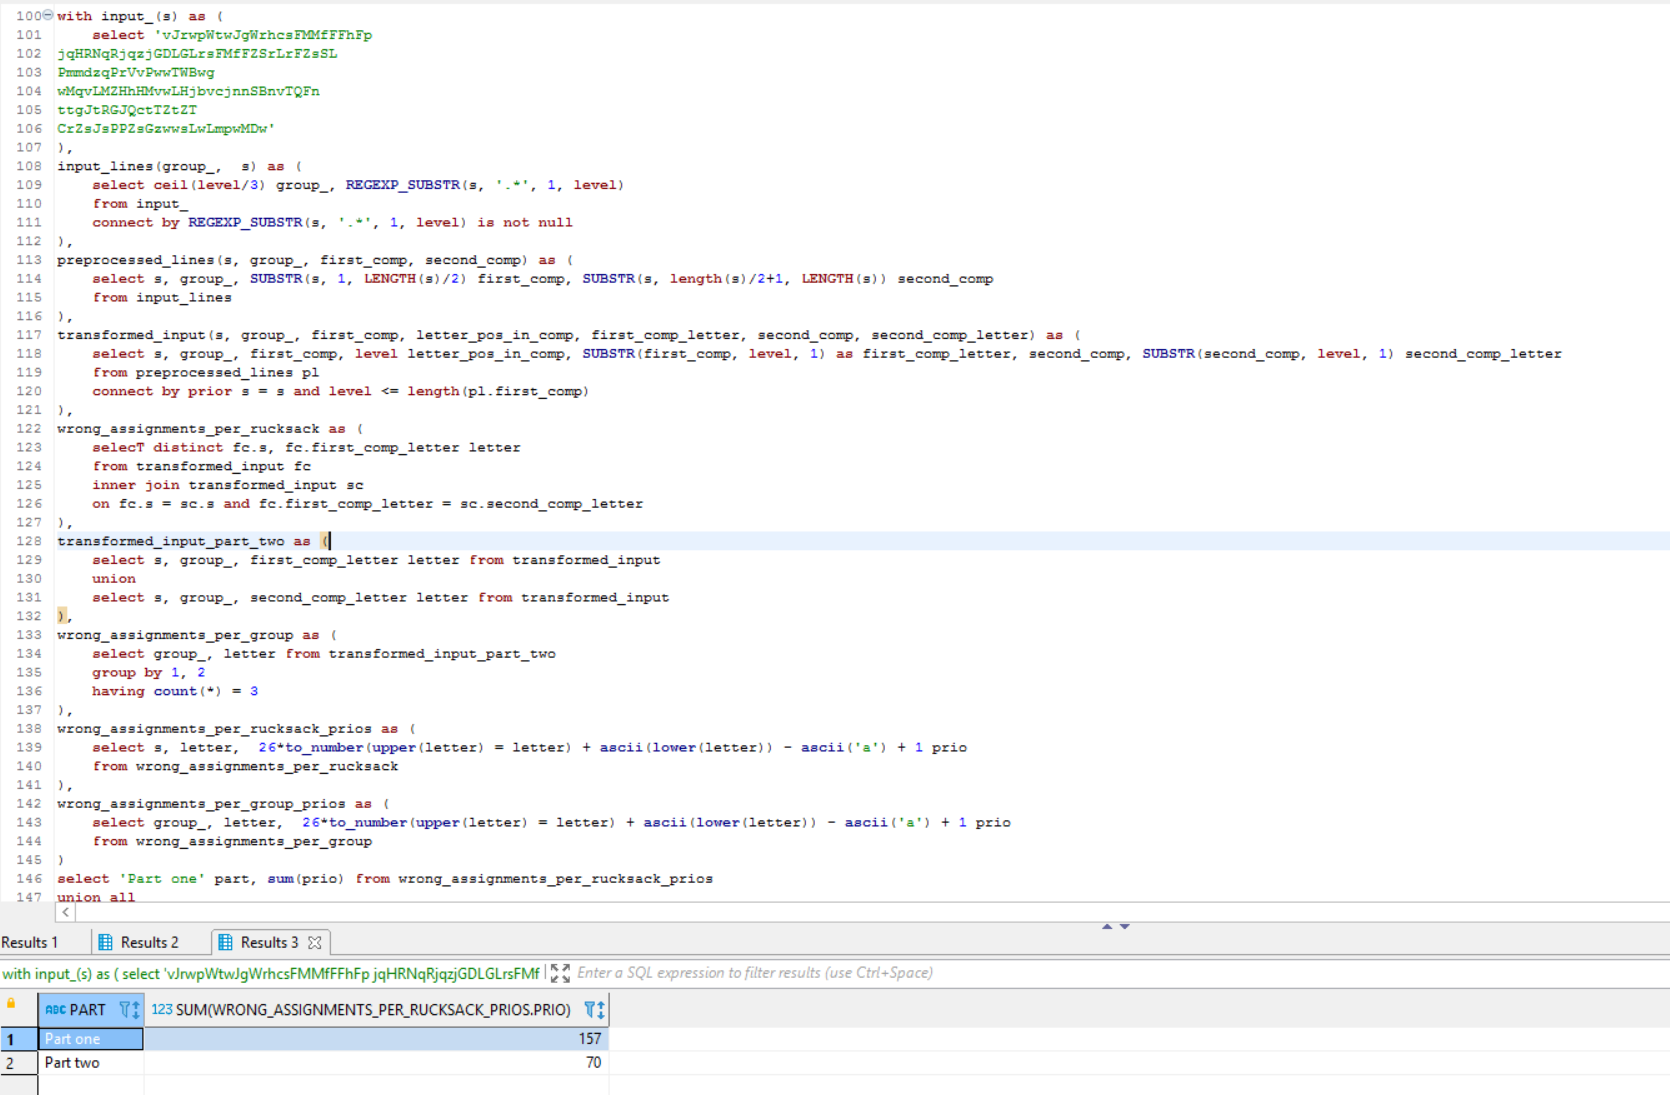 100 with input_(s) as (
101 select 'vJrwpWtwJgWrhcsFMMfFFhFp
102 jqHRNqRjqzjGDLGLrsFMfFZSrLrFZsSL
103 PmmdzqPrVvPwwTWBwg
104 wMqvLMZHhHMvwLHjbvcjnnSBnvTQFn
105 ttgJtRGJQctTZtZT
106 CrZsJsPPZsGzwwsLwLmpwMDw'
107 ),
108 input_lines(group_,  s) as (
109 select ceil(level/3) group_, REGEXP_SUBSTR(s, '.*', 1, level)
110 from input_
111 connect by REGEXP_SUBSTR(s, '.*', 1, level) is not null
112 ),
113 preprocessed_lines(s, group_, first_comp, second_comp) as (
114 select s, group_, SUBSTR(s, 1, LENGTH(s)/2) first_comp, SUBSTR(s, length(s)/2+1, LENGTH(s)) second_comp
115 from input_lines
116 ),
117 transformed_input(s, group_, first_comp, letter_pos_in_comp, first_comp_letter, second_comp, second_comp_letter) as (
118 select s, group_, first_comp, level letter_pos_in_comp, SUBSTR(first_comp, level, 1) as first_comp_letter, second_comp, SUBSTR(second_comp, level, 1) second_comp_letter
119 from preprocessed_lines pl
120 connect by prior s = s and level <= length(pl.first_comp)
121 ),
122 wrong_assignments_per_rucksack as (
123 selecT distinct fc.s, fc.first_comp_letter letter
124 from transformed_input fc
125 inner join transformed_input sc
126 on fc.s = sc.s and fc.first_comp_letter = sc.second_comp_letter
127 ),
128 transformed_input_part_two as (
129 select s, group_, first_comp_letter letter from transformed_input
130 union
131 select s, group_, second_comp_letter letter from transformed_input
132 ),
133 wrong_assignments_per_group as (
134 select group_, letter from transformed_input_part_two
135 group by 1, 2
136 having count(*) = 3
137 ),
138 wrong_assignments_per_rucksack_prios as (
139 select s, letter,  26*to_number(upper(letter) = letter) + ascii(lower(letter)) - ascii('a') + 1 prio
140 from wrong_assignments_per_rucksack
141 ),
142 wrong_assignments_per_group_prios as (
143 select group_, letter,  26*to_number(upper(letter) = letter) + ascii(lower(letter)) - ascii('a') + 1 prio
144 from wrong_assignments_per_group
145 )
146 select 'Part one' part, sum(prio) from wrong_assignments_per_rucksack_prios
147 union all
Results 1 Results 2 Results 3
with input_(s) as ( select 'vJrwpWtwJgWrhcsFMMfFFhFp jqHRNqRjqzjGDLGLrsFMf Enter a SQL expression to filter results (use Ctrl+Space)
ABC PART 123 SUM(WRONG_ASSIGNMENTS_PER_RUCKSACK_PRIOS.PRIO)
1 Part one 157
2 Part two 70